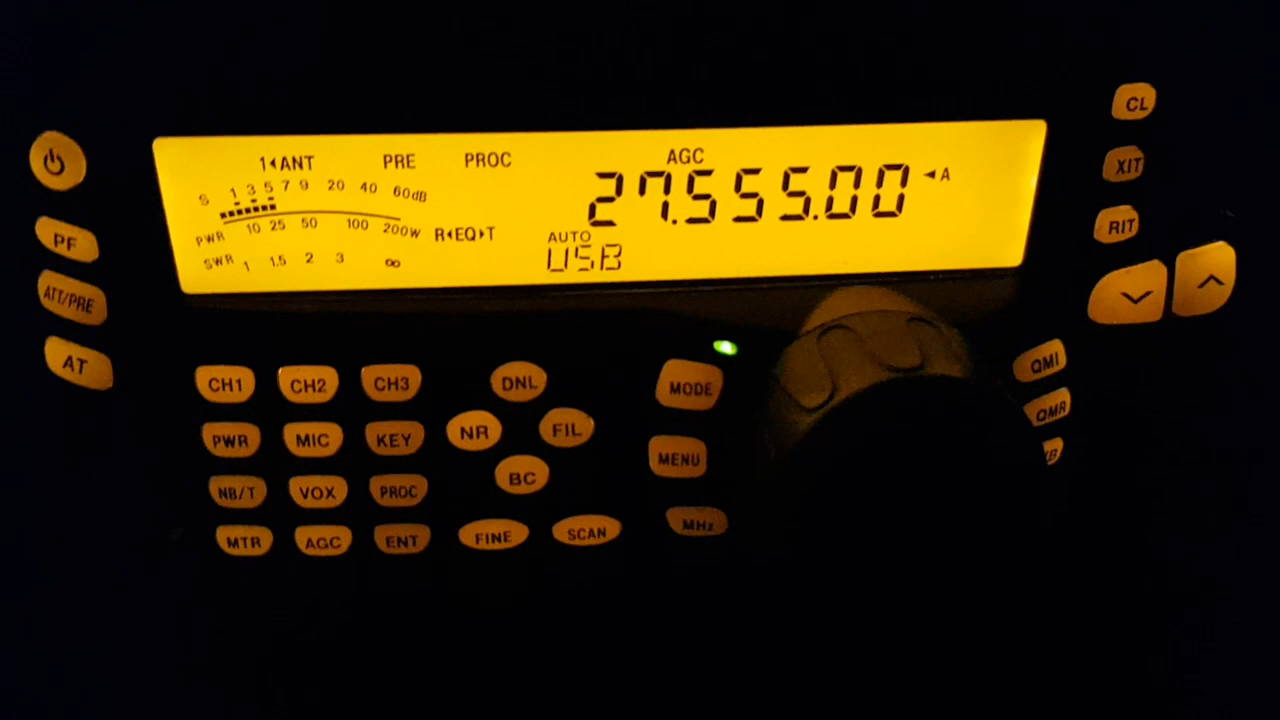 1◂ANT PRE PROC AGC
S 1 3 5 7 9 20 40 60dB
27.555.00 ◂A
PWR 10 25 50 100 200W R◂EQ▸T
AUTO
SWR 1 1.5 2 3 ∞ USB
CL
XIT
RIT
PF
ATT/PRE
AT
CH1 CH2 CH3 DNL MODE QMI
PWR MIC KEY NR FIL MENU QMR
NB/T VOX PROC BC
MTR AGC ENT FINE SCAN MHz